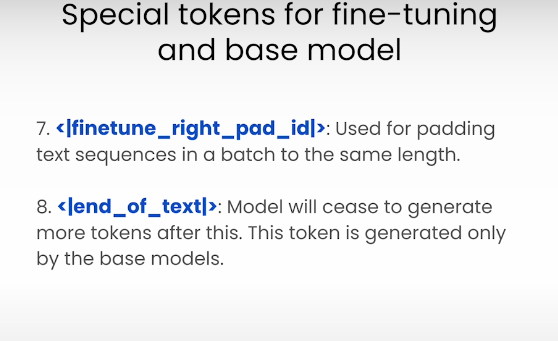 Special tokens for fine-tuning
and base model
7. <|finetune_right_pad_id|>: Used for padding
text sequences in a batch to the same length.
8. <|end_of_text|>: Model will cease to generate
more tokens after this. This token is generated only
by the base models.